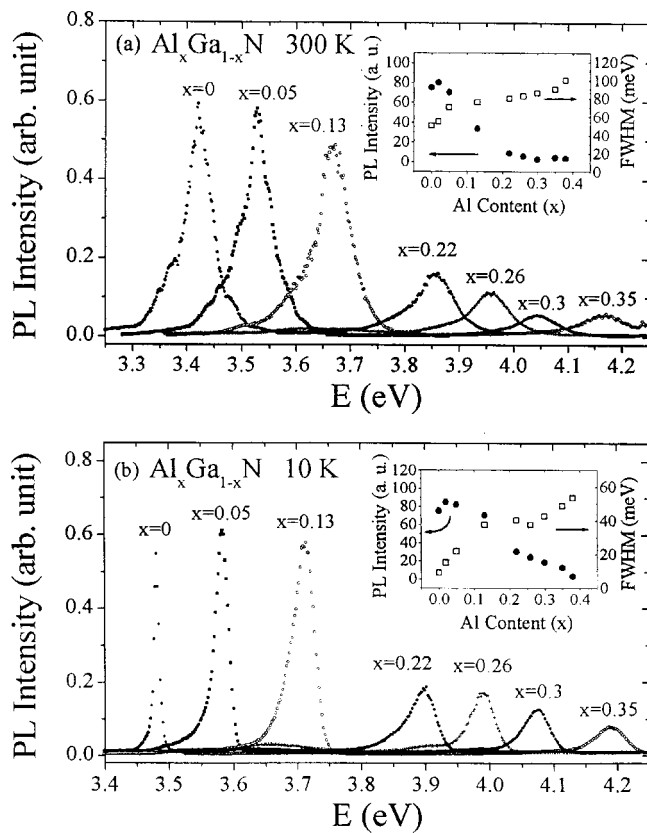 (a) AlxGa1-xN 300 K
PL Intensity (arb. unit)
0.8
0.6
0.4
0.2
0.0
x=0
x=0.05
x=0.13
x=0.22
x=0.26
x=0.3
x=0.35
PL Intensity (a. u.)
100
80
60
40
20
0
120
100
80
60
40
20
0
FWHM (meV)
0.0 0.1 0.2 0.3 0.4
Al Content (x)
3.3 3.4 3.5 3.6 3.7 3.8 3.9 4.0 4.1 4.2
E (eV)
(b) AlxGa1-xN 10 K
PL Intensity (arb. unit)
0.8
0.6
0.4
0.2
0.0
x=0
x=0.05
x=0.13
x=0.22
x=0.26
x=0.3
x=0.35
PL Intensity (a. u.)
120
100
80
60
40
20
0
60
40
20
0
FWHM (meV)
0.0 0.1 0.2 0.3 0.4
Al Content (x)
3.4 3.5 3.6 3.7 3.8 3.9 4.0 4.1 4.2
E (eV)